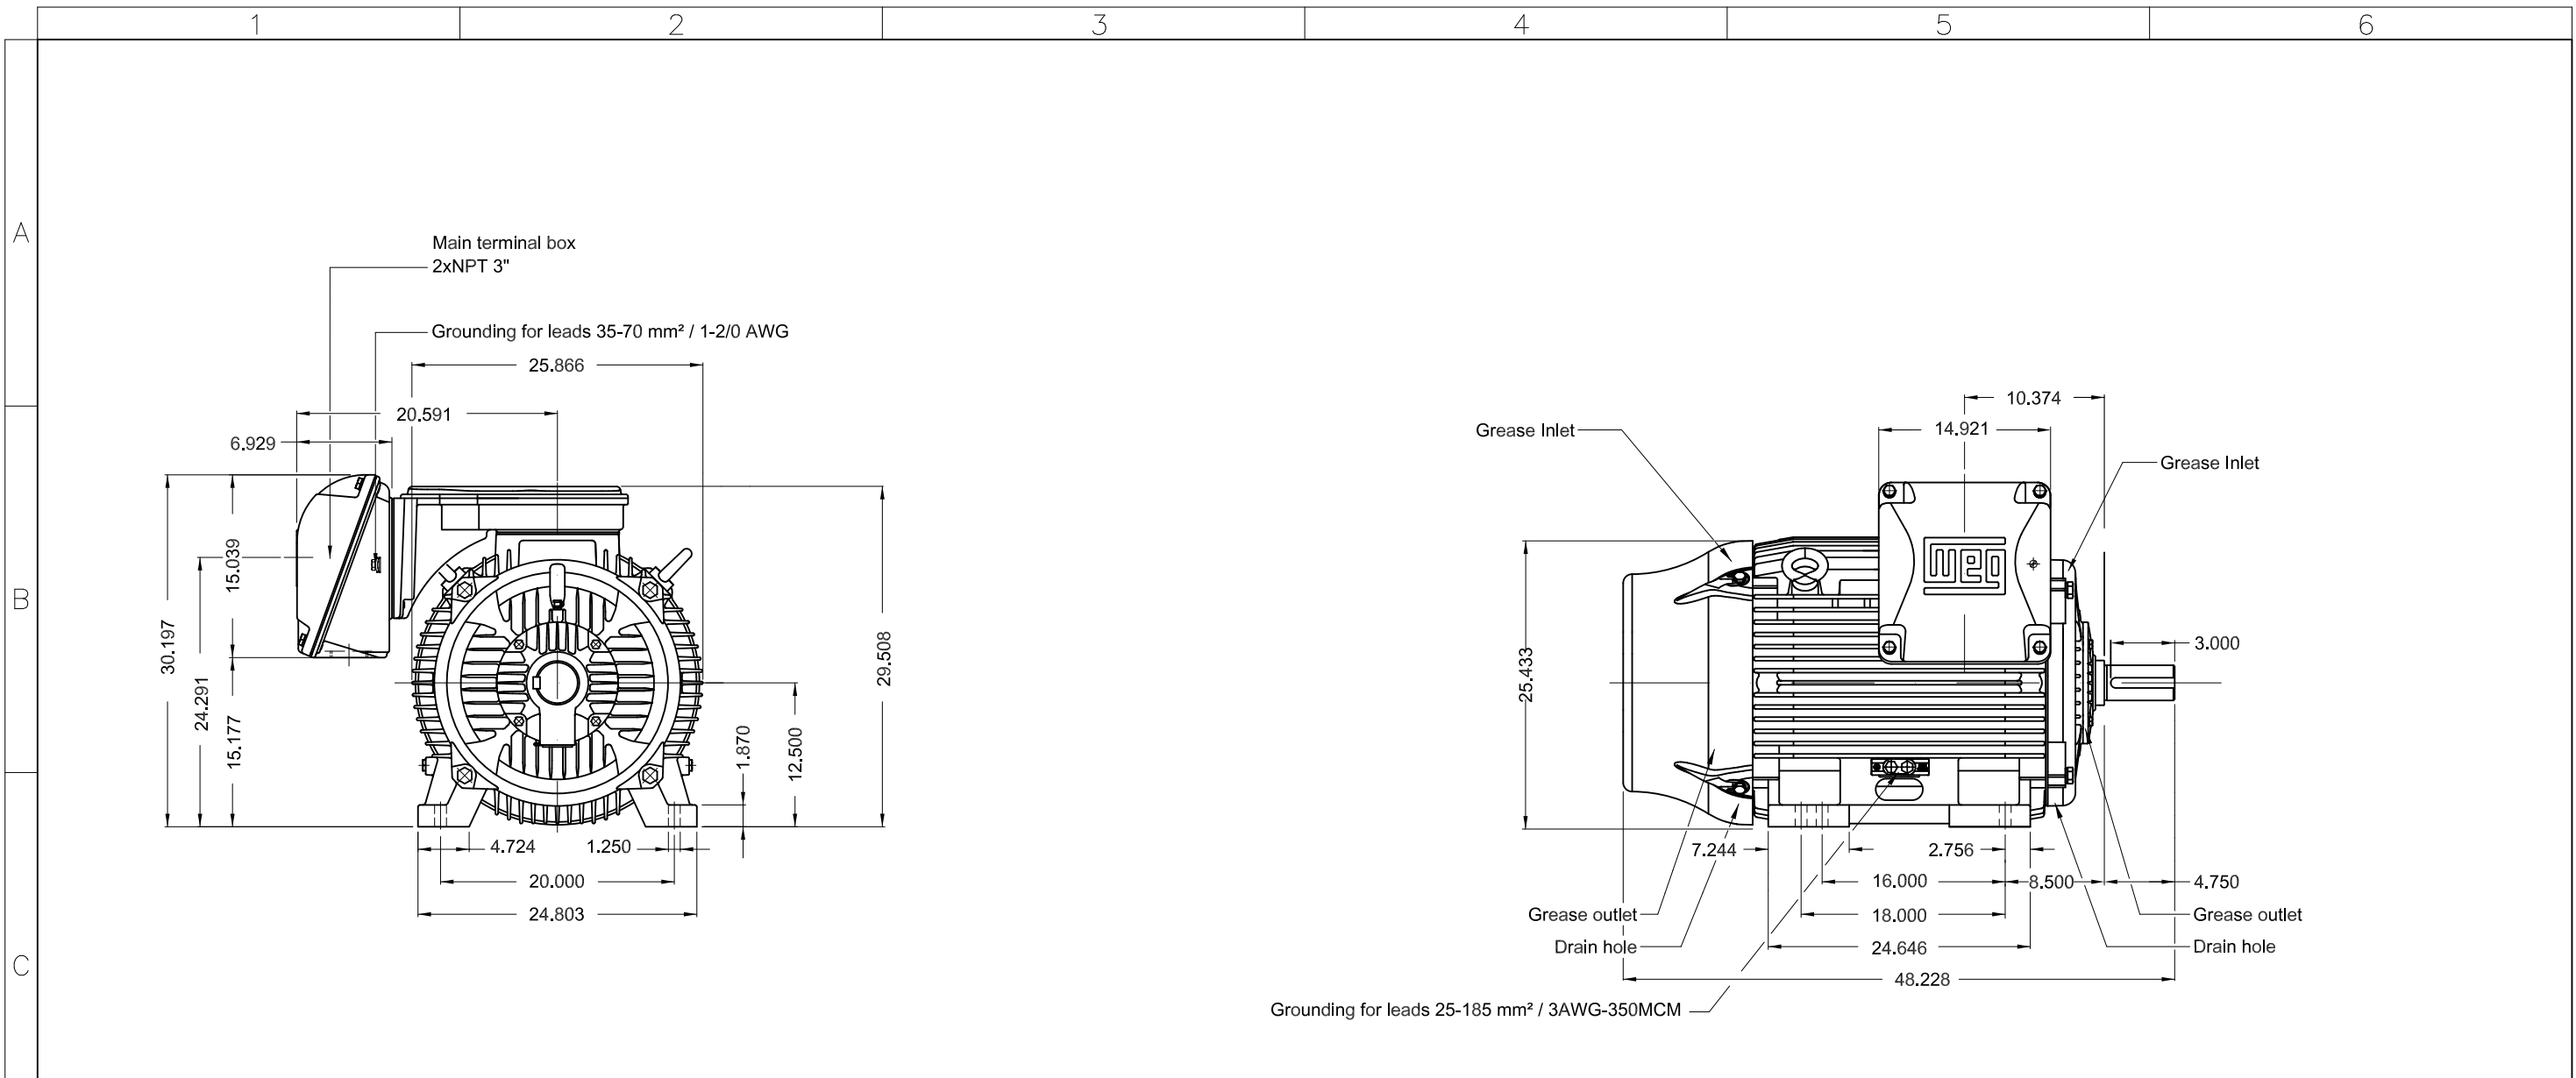 1 2 3 4 5 6
A
Main terminal box
2xNPT 3"
Grounding for leads 35-70 mm² / 1-2/0 AWG
25.866
20.591
6.929
30.197
24.291
15.039
15.177
29.508
12.500
1.870
4.724
1.250
20.000
24.803
B
10.374
14.921
Grease Inlet
Grease Inlet
weg
25.433
3.000
7.244
2.756
16.000
8.500
4.750
18.000
Grease outlet
Grease outlet
Drain hole
Drain hole
24.646
48.228
Grounding for leads 25-185 mm² / 3AWG-350MCM
C